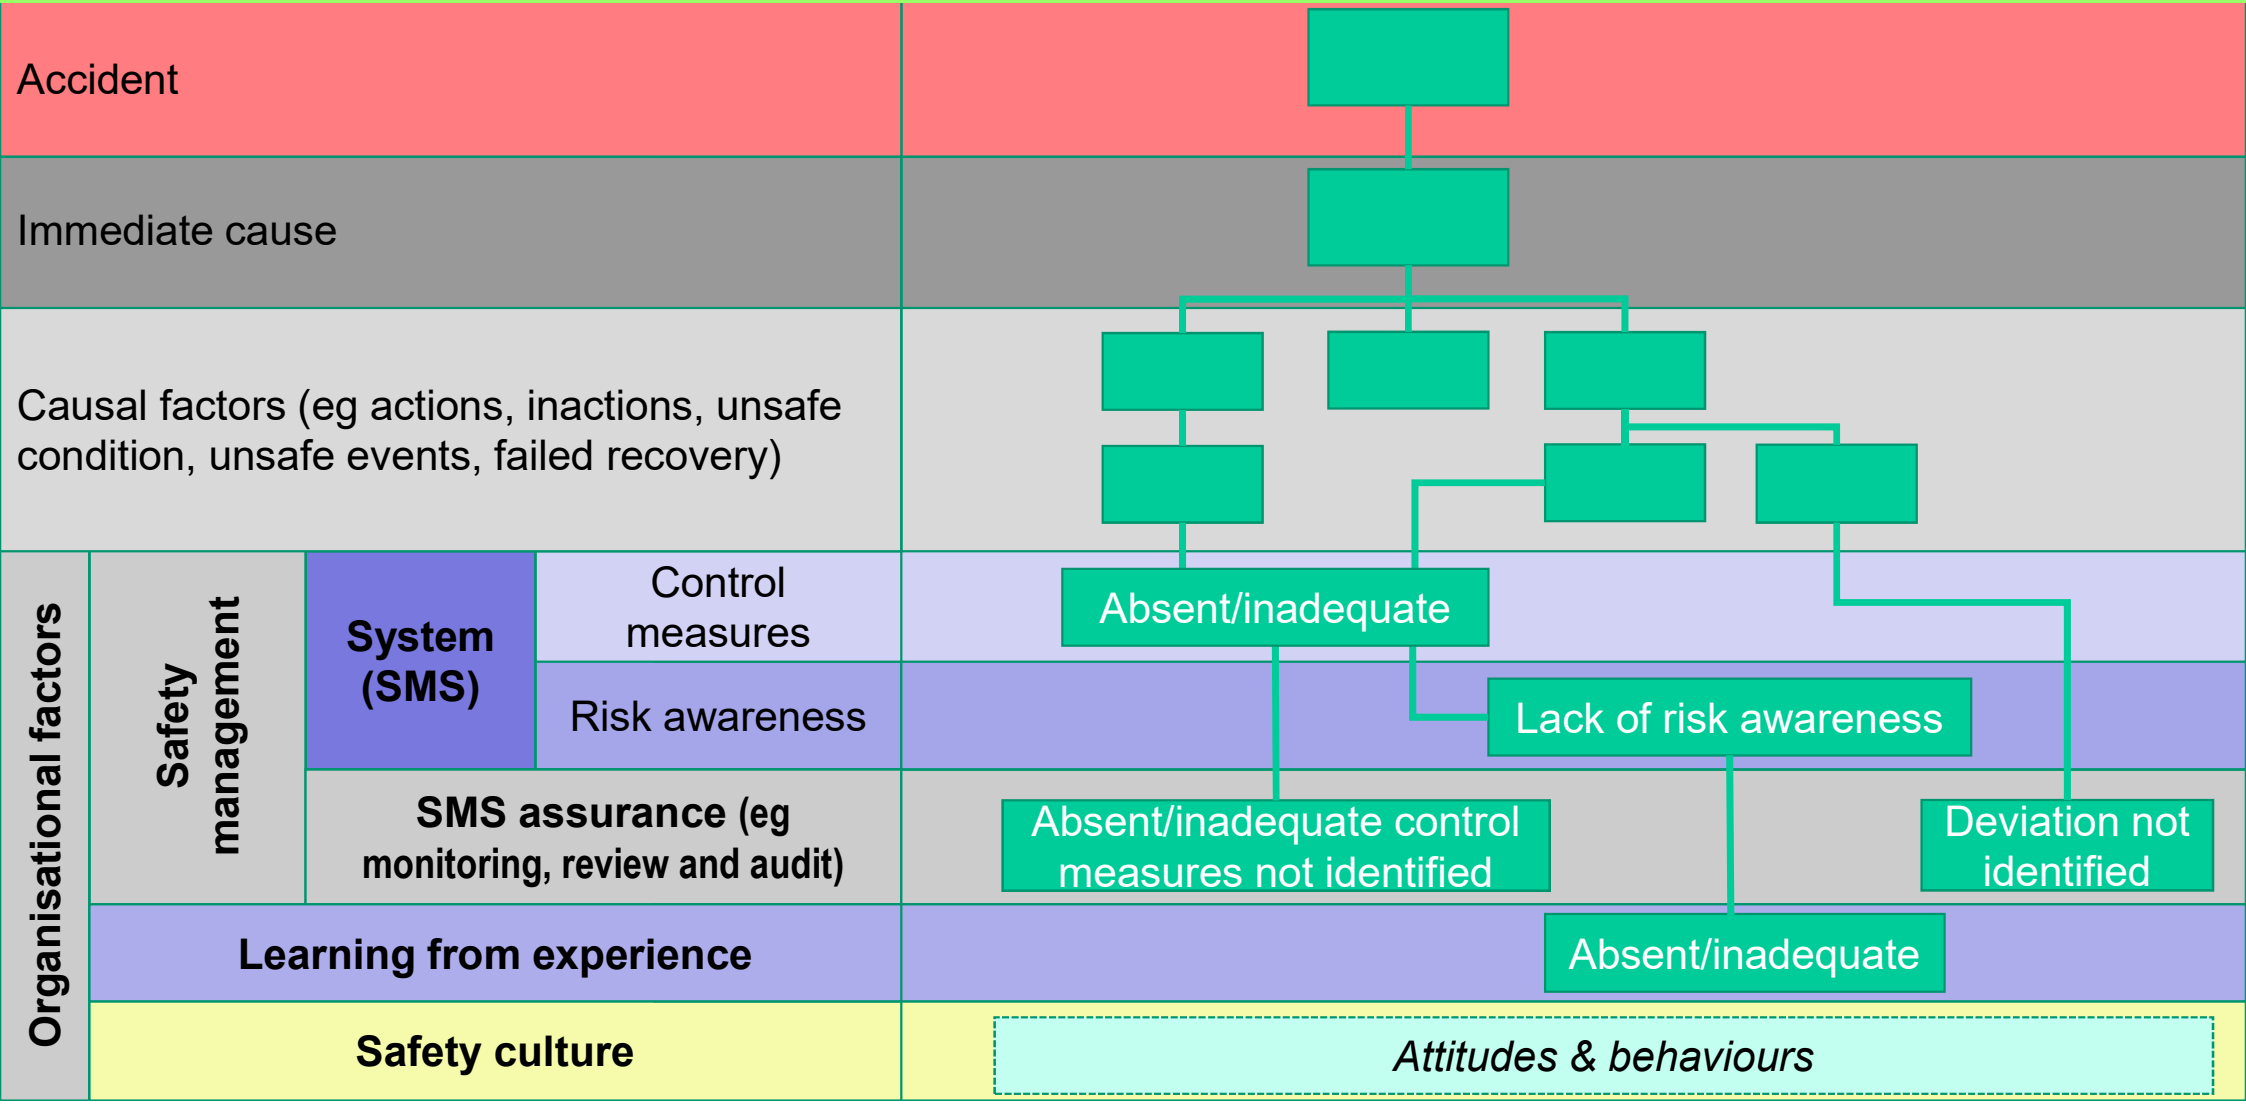 Accident
Immediate cause
Causal factors (eg actions, inactions, unsafe
condition, unsafe events, failed recovery)
Organisational factors
Safety
management
System
(SMS)
Control
measures
Absent/inadequate
Risk awareness
Lack of risk awareness
SMS assurance (eg
monitoring, review and audit)
Absent/inadequate control
measures not identified
Deviation not
identified
Learning from experience
Absent/inadequate
Safety culture
Attitudes & behaviours